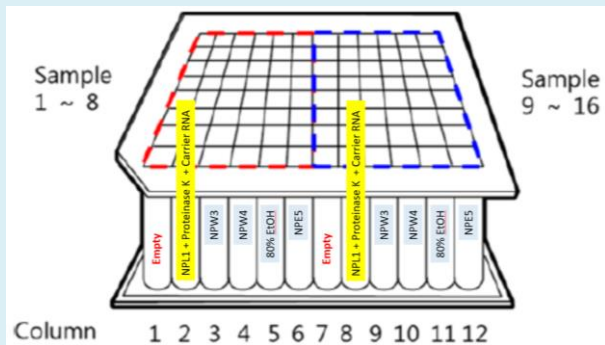 Sample
1 ~ 8
Sample
9 ~ 16
Empty
NPL1 + Proteinase K + Carrier RNA
NPW3
NPW4
80% EtOH
NPE5
Empty
NPL1 + Proteinase K + Carrier RNA
NPW3
NPW4
80% EtOH
NPE5
Column 1 2 3 4 5 6 7 8 9 10 11 12